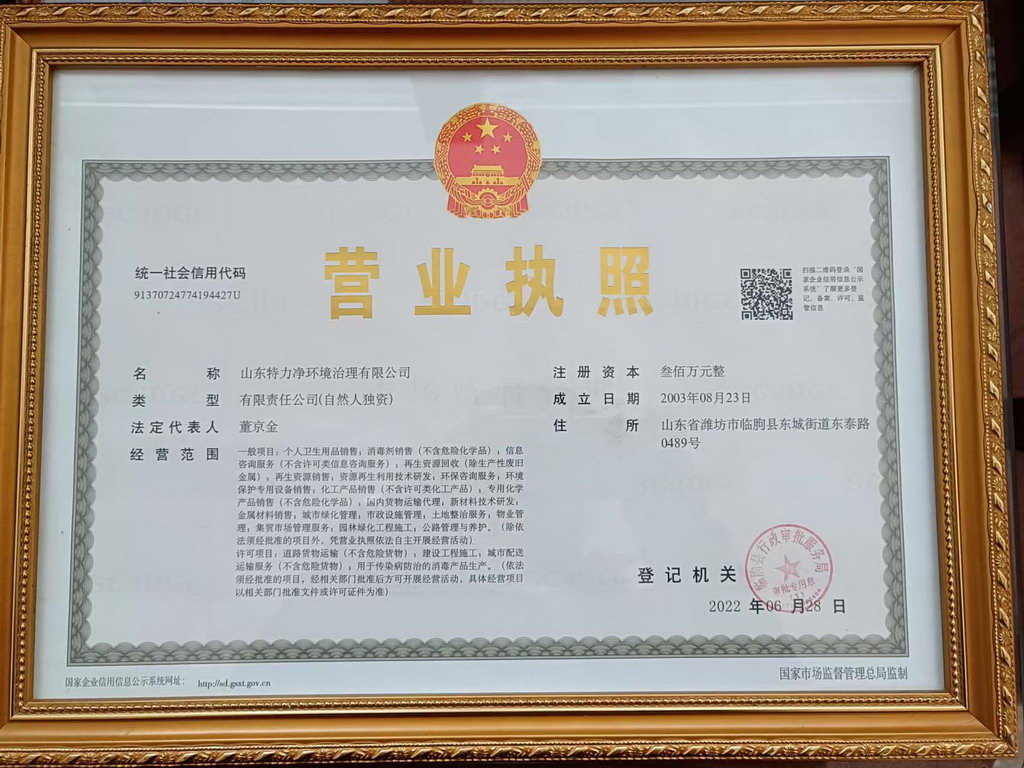 营业执照
统一社会信用代码
91370724774194427U
扫描二维码登录‘国
家企业信用信息公示
系统’了解更多登
记、备案、许可、监
管信息
名 称 山东特力净环境治理有限公司
类 型 有限责任公司(自然人独资)
法定代表人 董京金
经营范围 一般项目：个人卫生用品销售；消毒剂销售（不含危险化学品）；信息
咨询服务（不含许可类信息咨询服务）；再生资源回收（除生产性废旧
金属）；再生资源销售；资源再生利用技术研发；环保咨询服务；环境
保护专用设备销售；化工产品销售（不含许可类化工产品）；专用化学
产品销售（不含危险化学品）；国内货物运输代理；新材料技术研发；
金属材料销售；城市绿化管理；市政设施管理；土地整治服务；物业管
理；集贸市场管理服务；园林绿化工程施工；公路管理与养护。（除依
法须经批准的项目外，凭营业执照依法自主开展经营活动）
许可项目：道路货物运输（不含危险货物）；建设工程施工；城市配送
运输服务（不含危险货物）；用于传染病防治的消毒产品生产。（依法
须经批准的项目，经相关部门批准后方可开展经营活动，具体经营项目
以相关部门批准文件或许可证件为准）
注册资本 叁佰万元整
成立日期 2003年08月23日
住 所 山东省潍坊市临朐县东城街道东泰路
0489号
登记机关
临朐县行政审批服务局
审批专用章
2022 年 06 月 28 日
国家企业信用信息公示系统网址： http://sd.gsxt.gov.cn
国家市场监督管理总局监制